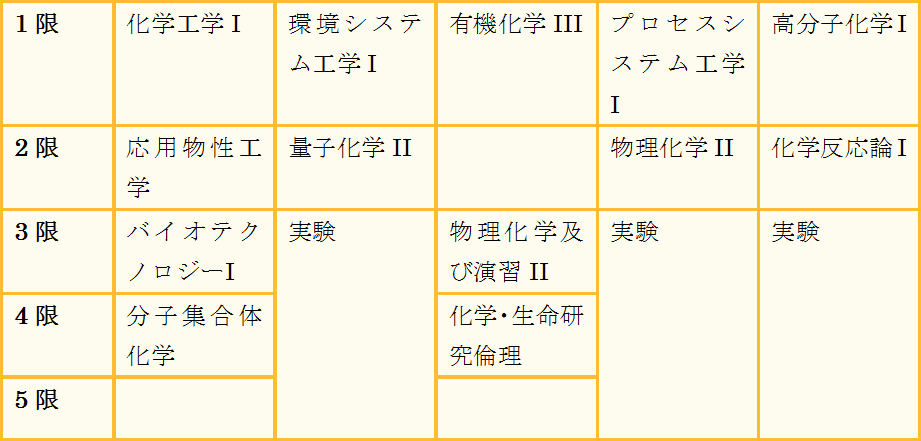 1 限
化学工学 I
環境システ
ム工学 I
有機化学 III
プロセスシ
ステム工学
I
高分子化学 I
2 限
応用物性工
学
量子化学 II
物理化学 II
化学反応論 I
3 限
バイオテク
ノロジーI
実験
物理化学及
び演習 II
実験
実験
4 限
分子集合体
化学
化学・生命研
究倫理
5 限